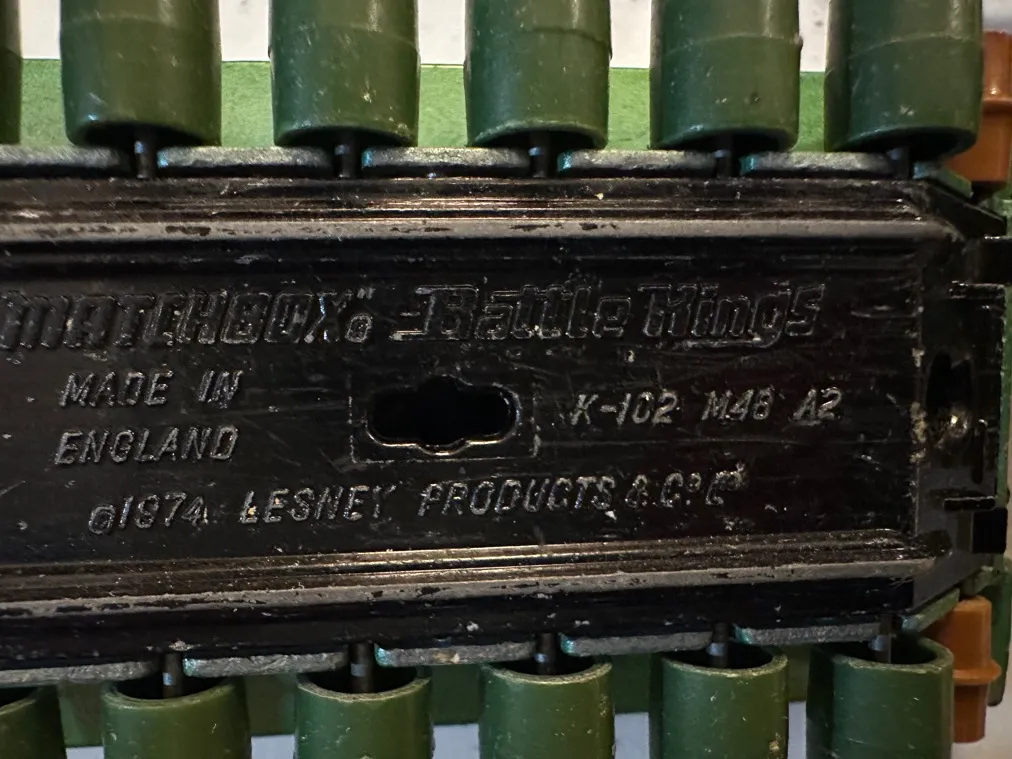 "MATCHBOX"® - Battle Kings
MADE IN
ENGLAND
K-102 M48 A2
©1974 LESNEY PRODUCTS & Cº Lᵗᵈ